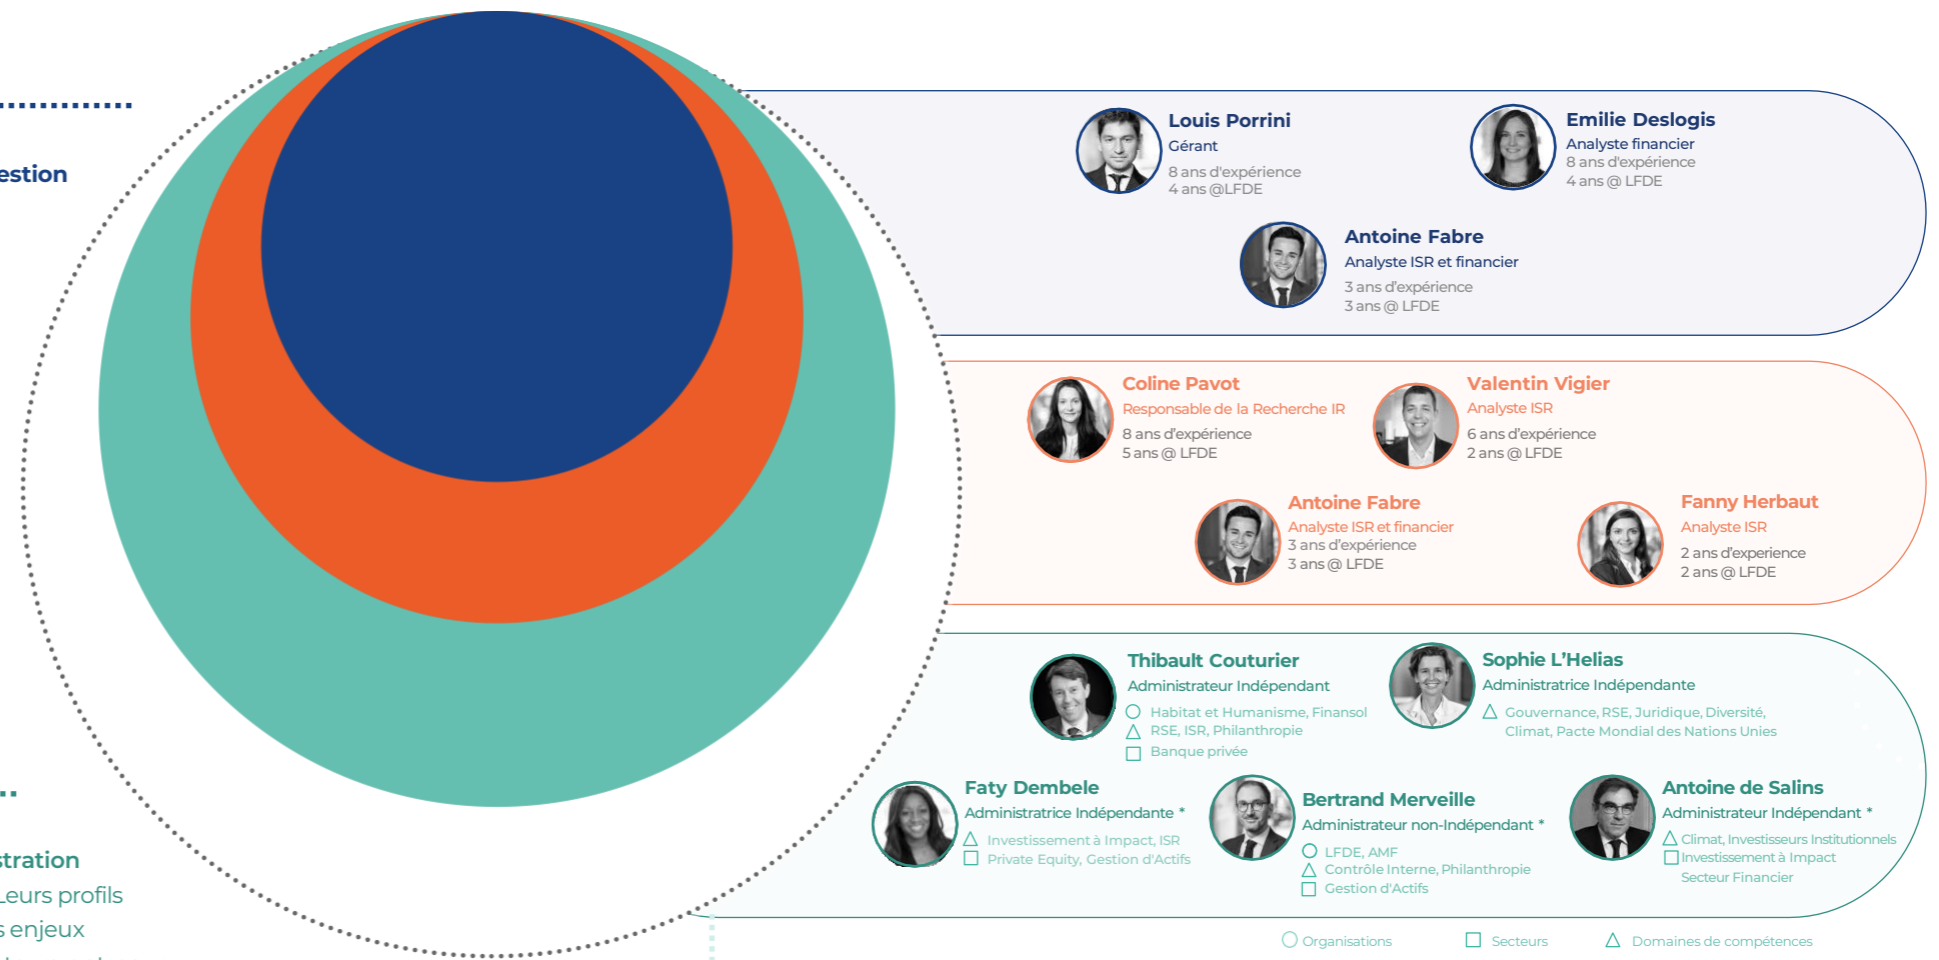 estion
Louis Porrini
Gérant
8 ans d'expérience
4 ans @LFDE
Emilie Deslogis
Analyste financier
8 ans d'expérience
4 ans @ LFDE
Antoine Fabre
Analyste ISR et financier
3 ans d'expérience
3 ans @ LFDE
Coline Pavot
Responsable de la Recherche IR
8 ans d'expérience
5 ans @ LFDE
Valentin Vigier
Analyste ISR
6 ans d'expérience
2 ans @ LFDE
Antoine Fabre
Analyste ISR et financier
3 ans d'expérience
3 ans @ LFDE
Fanny Herbaut
Analyste ISR
2 ans d'experience
2 ans @ LFDE
Thibault Couturier
Administrateur Indépendant
Habitat et Humanisme, Finansol
RSE, ISR, Philanthropie
Banque privée
Sophie L'Helias
Administratrice Indépendante
Gouvernance, RSE, Juridique, Diversité,
Climat, Pacte Mondial des Nations Unies
Faty Dembele
Administratrice Indépendante *
Investissement à Impact, ISR
Private Equity, Gestion d'Actifs
Bertrand Merveille
Administrateur non-Indépendant *
LFDE, AMF
Contrôle Interne, Philanthropie
Gestion d'Actifs
Antoine de Salins
Administrateur Indépendant *
Climat, Investisseurs Institutionnels
Investissement à Impact
Secteur Financier
stration
Leurs profils
s enjeux
Organisations
Secteurs
Domaines de compétences